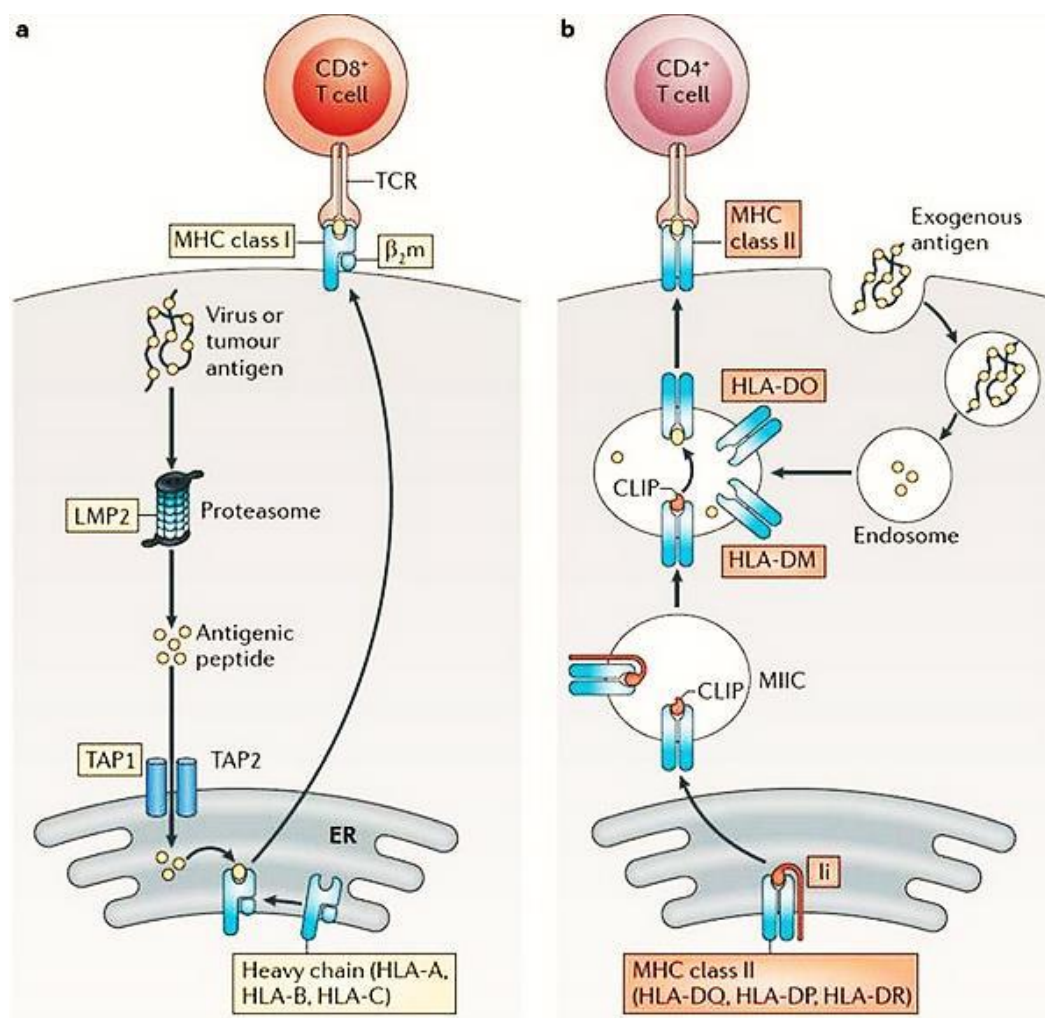 a
CD8⁺
T cell
TCR
MHC class I
β₂m
Virus or
tumour
antigen
LMP2
Proteasome
Antigenic
peptide
TAP1
TAP2
ER
Heavy chain (HLA-A,
HLA-B, HLA-C)
b
CD4⁺
T cell
MHC
class II
Exogenous
antigen
HLA-DO
CLIP
Endosome
HLA-DM
MIIC
CLIP
Ii
MHC class II
(HLA-DQ, HLA-DP, HLA-DR)